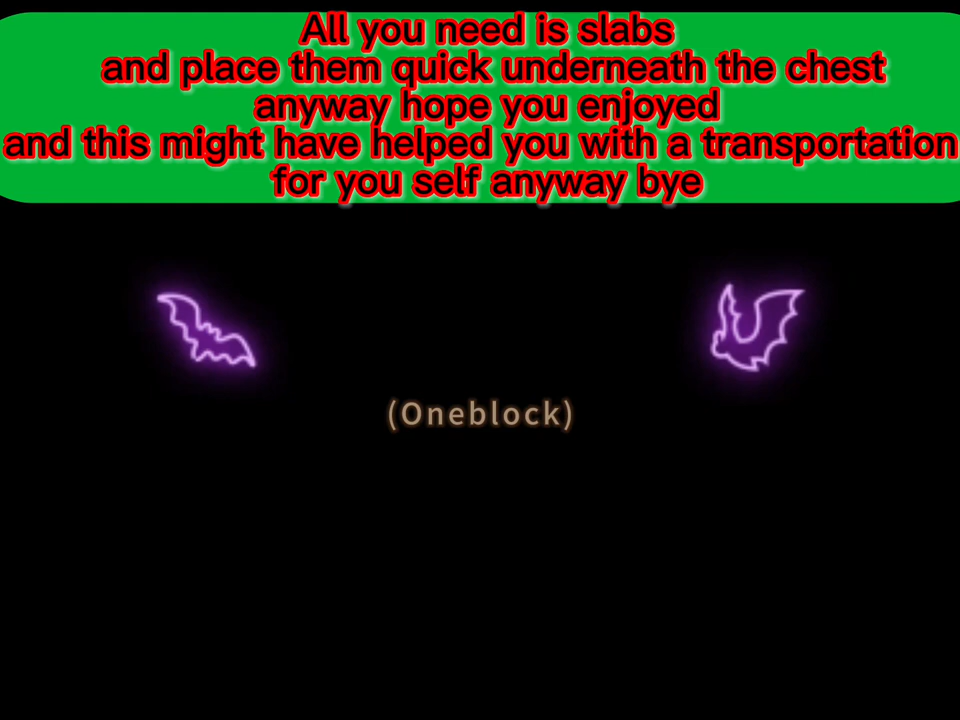 All you need is slabs
and place them quick underneath the chest
anyway hope you enjoyed
and this might have helped you with a transportation
for you self anyway bye
(Oneblock)